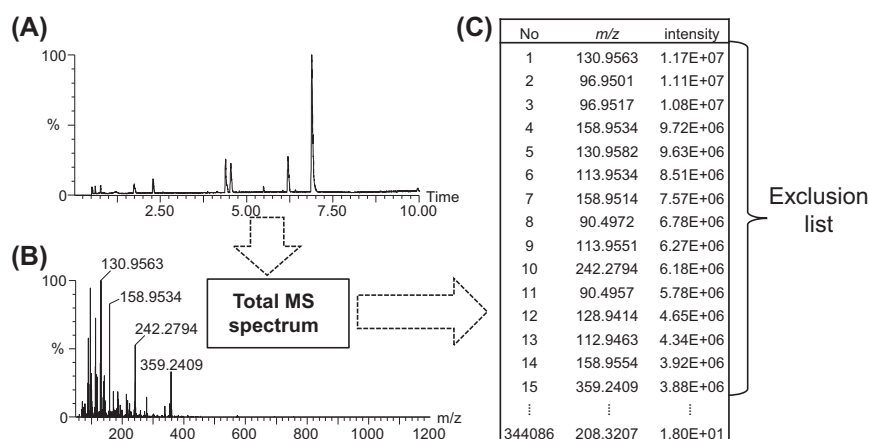 (A)
100
%
0
2.50
5.00
7.50
10.00
Time
(B)
130.9563
100
158.9534
242.2794
%
359.2409
0
200
400
600
800
1000
1200
m/z
Total MS
spectrum
(C)
No m/z intensity
1 130.9563 1.17E+07
2 96.9501 1.11E+07
3 96.9517 1.08E+07
4 158.9534 9.72E+06
5 130.9582 9.63E+06
6 113.9534 8.51E+06
7 158.9514 7.57E+06
8 90.4972 6.78E+06
9 113.9551 6.27E+06
10 242.2794 6.18E+06
11 90.4957 5.78E+06
12 128.9414 4.65E+06
13 112.9463 4.34E+06
14 158.9554 3.92E+06
15 359.2409 3.88E+06
⋮ ⋮ ⋮
344086 208.3207 1.80E+01
Exclusion
list